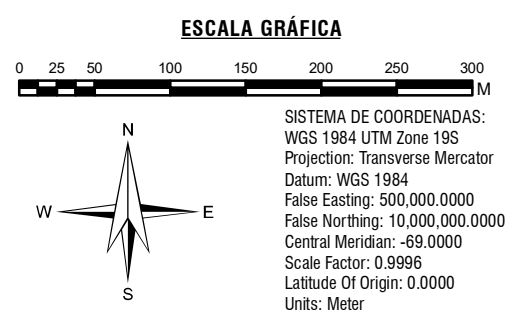 ESCALA GRÁFICA
0 25 50 100 150 200 250 300
M
SISTEMA DE COORDENADAS:
WGS 1984 UTM Zone 19S
Projection: Transverse Mercator
Datum: WGS 1984
False Easting: 500,000.0000
False Northing: 10,000,000.0000
Central Meridian: -69.0000
Scale Factor: 0.9996
Latitude Of Origin: 0.0000
Units: Meter
N
W E
S